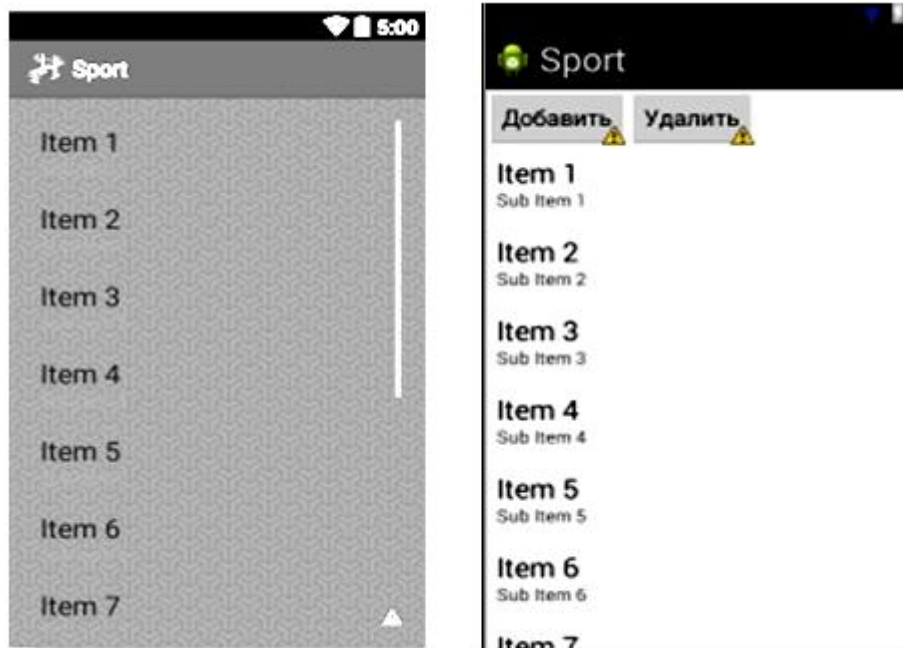 5:00
Sport
Item 1
Item 2
Item 3
Item 4
Item 5
Item 6
Item 7
Sport
Добавить Удалить
Item 1
Sub Item 1
Item 2
Sub Item 2
Item 3
Sub Item 3
Item 4
Sub Item 4
Item 5
Sub Item 5
Item 6
Sub Item 6
Item 7